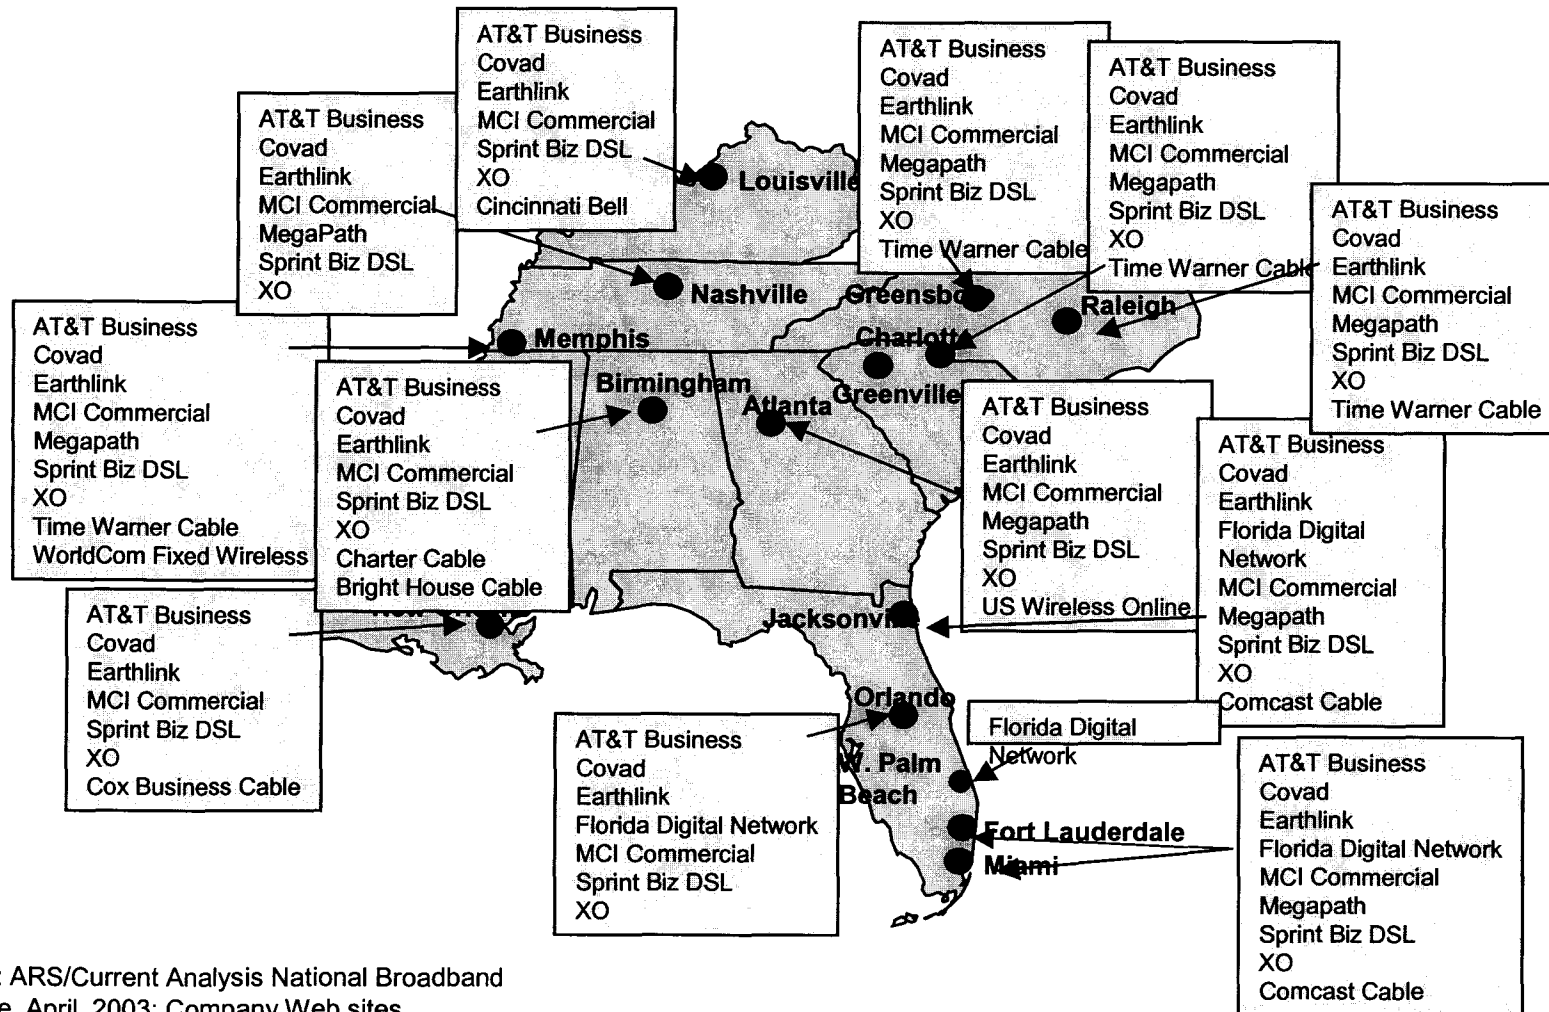 AT&T Business
Covad
Earthlink
MCI Commercial
Sprint Biz DSL
XO
Cincinnati Bell
AT&T Business
Covad
Earthlink
MCI Commercial
MegaPath
Sprint Biz DSL
XO
AT&T Business
Covad
Earthlink
MCI Commercial
Megapath
Sprint Biz DSL
XO
Time Warner Cable
AT&T Business
Covad
Earthlink
MCI Commercial
Megapath
Sprint Biz DSL
XO
Time Warner Cable
AT&T Business
Covad
Earthlink
MCI Commercial
Megapath
Sprint Biz DSL
XO
Time Warner Cable
Louisville
Nashville
Greensboro
Raleigh
Memphis
Charlott
Birmingham
Atlanta
Greenville
AT&T Business
Covad
Earthlink
MCI Commercial
Megapath
Sprint Biz DSL
XO
Time Warner Cable
WorldCom Fixed Wireless
AT&T Business
Covad
Earthlink
MCI Commercial
Sprint Biz DSL
XO
Charter Cable
Bright House Cable
AT&T Business
Covad
Earthlink
MCI Commercial
Megapath
Sprint Biz DSL
XO
US Wireless Online
AT&T Business
Covad
Earthlink
Florida Digital
Network
MCI Commercial
Megapath
Sprint Biz DSL
XO
Comcast Cable
AT&T Business
Covad
Earthlink
MCI Commercial
Sprint Biz DSL
XO
Cox Business Cable
Jacksonville
Orlando
W. Palm
Beach
Fort Lauderdale
Miami
AT&T Business
Covad
Earthlink
Florida Digital Network
MCI Commercial
Sprint Biz DSL
XO
Florida Digital
Network
AT&T Business
Covad
Earthlink
Florida Digital Network
MCI Commercial
Megapath
Sprint Biz DSL
XO
Comcast Cable
: ARS/Current Analysis National Broadband
e, April, 2003; Company Web sites